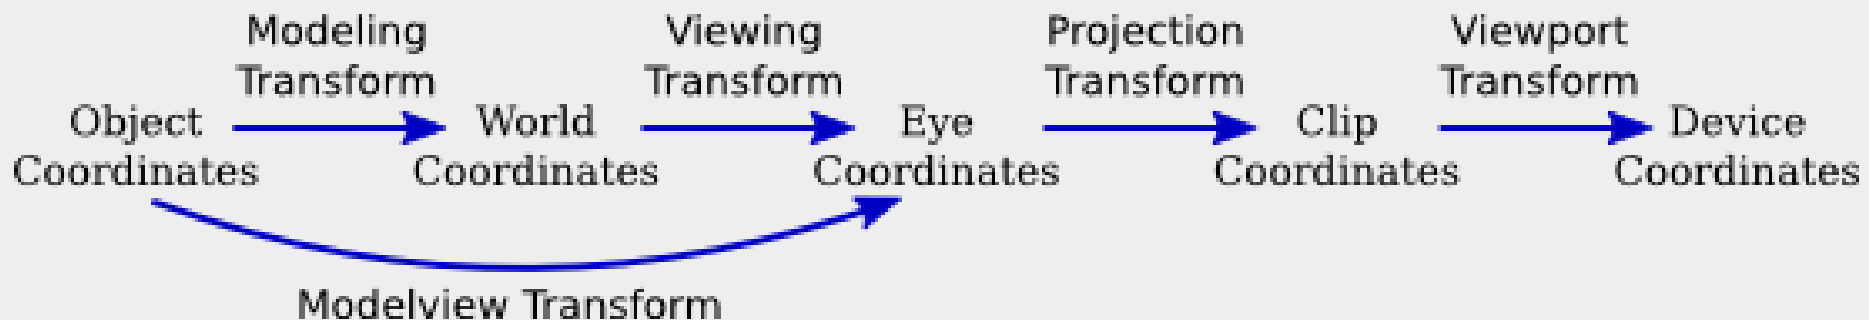 Modeling
Transform
Viewing
Transform
Projection
Transform
Viewport
Transform
Object
Coordinates
World
Coordinates
Eye
Coordinates
Clip
Coordinates
Device
Coordinates
Modelview Transform